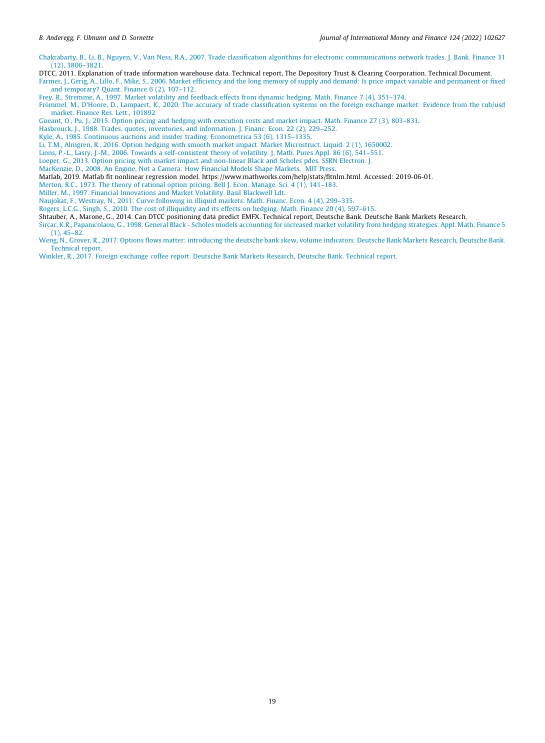 B. Anderegg, F. Ulmann and D. Sornette
Journal of International Money and Finance 124 (2022) 102627
Chakrabarty, B., Li, B., Nguyen, V., Van Ness, R.A., 2007. Trade classification algorithms for electronic communications network trades. J. Bank. Finance 31
(12), 3806–3821.
DTCC, 2011. Explanation of trade information warehouse data. Technical report, The Depository Trust & Clearing Coorporation. Technical Document.
Farmer, J., Gerig, A., Lillo, F., Mike, S., 2006. Market efficiency and the long memory of supply and demand: Is price impact variable and permanent or fixed
and temporary? Quant. Finance 6 (2), 107–112.
Frey, R., Stremme, A., 1997. Market volatility and feedback effects from dynamic hedging. Math. Finance 7 (4), 351–374.
Frömmel, M., D'Hoore, D., Lampaert, K., 2020. The accuracy of trade classification systems on the foreign exchange market: Evidence from the rub/usd
market. Finance Res. Lett., 101892
Gueant, O., Pu, J., 2015. Option pricing and hedging with execution costs and market impact. Math. Finance 27 (3), 803–831.
Hasbrouck, J., 1988. Trades, quotes, inventories, and information. J. Financ. Econ. 22 (2), 229–252.
Kyle, A., 1985. Continuous auctions and insider trading. Econometrica 53 (6), 1315–1335.
Li, T.M., Almgren, R., 2016. Option hedging with smooth market impact. Market Microstruct. Liquid. 2 (1), 1650002.
Lions, P.-L., Lasry, J.-M., 2006. Towards a self-consistent theory of volatility. J. Math. Pures Appl. 86 (6), 541–551.
Loeper, G., 2013. Option pricing with market impact and non-linear Black and Scholes pdes. SSRN Electron. J.
MacKenzie, D., 2008. An Engine, Not a Camera: How Financial Models Shape Markets. MIT Press.
Matlab, 2019. Matlab fit nonlinear regression model. https://www.mathworks.com/help/stats/fitnlm.html. Accessed: 2019-06-01.
Merton, R.C., 1973. The theory of rational option pricing. Bell J. Econ. Manage. Sci. 4 (1), 141–183.
Miller, M., 1997. Financial Innovations and Market Volatility. Basil Blackwell Ldt.
Naujokat, F., Westray, N., 2011. Curve following in illiquid markets. Math. Financ. Econ. 4 (4), 299–335.
Rogers, L.C.G., Singh, S., 2010. The cost of illiquidity and its effects on hedging. Math. Finance 20 (4), 597–615.
Shtauber, A., Marone, G., 2014. Can DTCC positioning data predict EMFX. Technical report, Deutsche Bank. Deutsche Bank Markets Research.
Sircar, K.R., Papanicolaou, G., 1998. General Black - Scholes models accounting for increased market volatility from hedging strategies. Appl. Math. Finance 5
(1), 45–82.
Weng, N., Grover, R., 2017. Options flows matter: introducing the deutsche bank skew, volume indicators. Deutsche Bank Markets Research, Deutsche Bank.
Technical report.
Winkler, R., 2017. Foreign exchange coffee report. Deutsche Bank Markets Research, Deutsche Bank. Technical report.
19